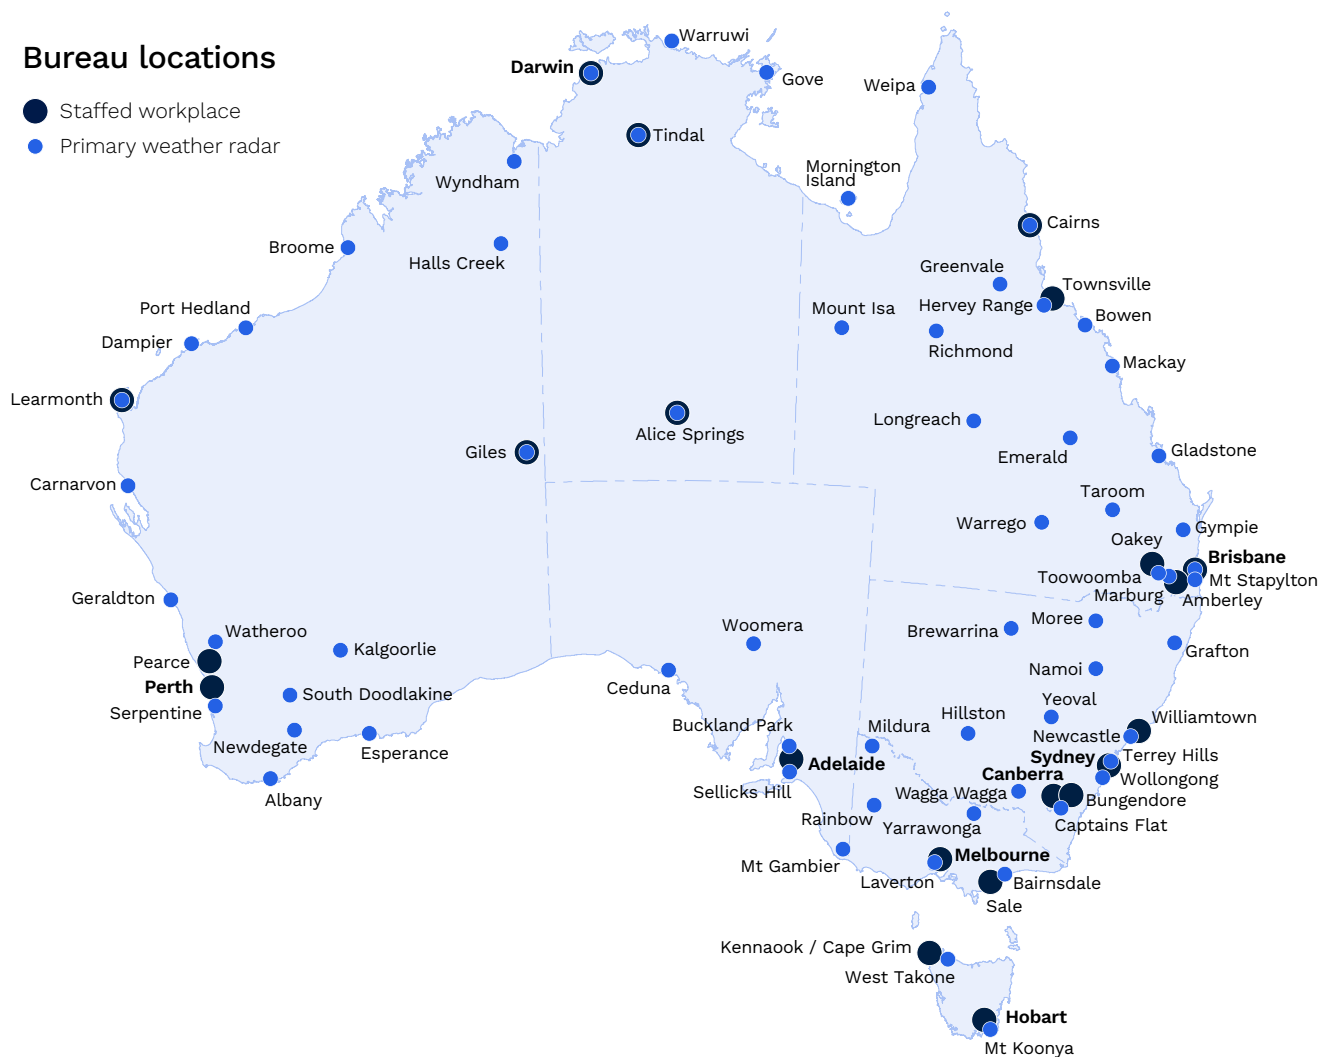 Bureau locations
Staffed workplace
Primary weather radar
Warruwi
Darwin
Gove
Weipa
Tindal
Mornington
Island
Wyndham
Cairns
Broome
Halls Creek
Greenvale
Townsville
Hervey Range
Port Hedland
Mount Isa
Bowen
Dampier
Richmond
Mackay
Learmonth
Longreach
Alice Springs
Giles
Emerald
Gladstone
Carnarvon
Taroom
Warrego
Gympie
Oakey
Brisbane
Toowoomba
Mt Stapylton
Marburg
Amberley
Geraldton
Watheroo
Woomera
Moree
Brewarrina
Kalgoorlie
Grafton
Pearce
Namoi
Perth
South Doodlakine
Ceduna
Yeoval
Serpentine
Hillston
Williamtown
Buckland Park
Mildura
Newcastle
Newdegate
Esperance
Sydney
Terrey Hills
Adelaide
Canberra
Wollongong
Sellicks Hill
Wagga Wagga
Bungendore
Albany
Rainbow
Yarrawonga
Captains Flat
Melbourne
Mt Gambier
Laverton
Bairnsdale
Sale
Kennaook / Cape Grim
West Takone
Hobart
Mt Koonya